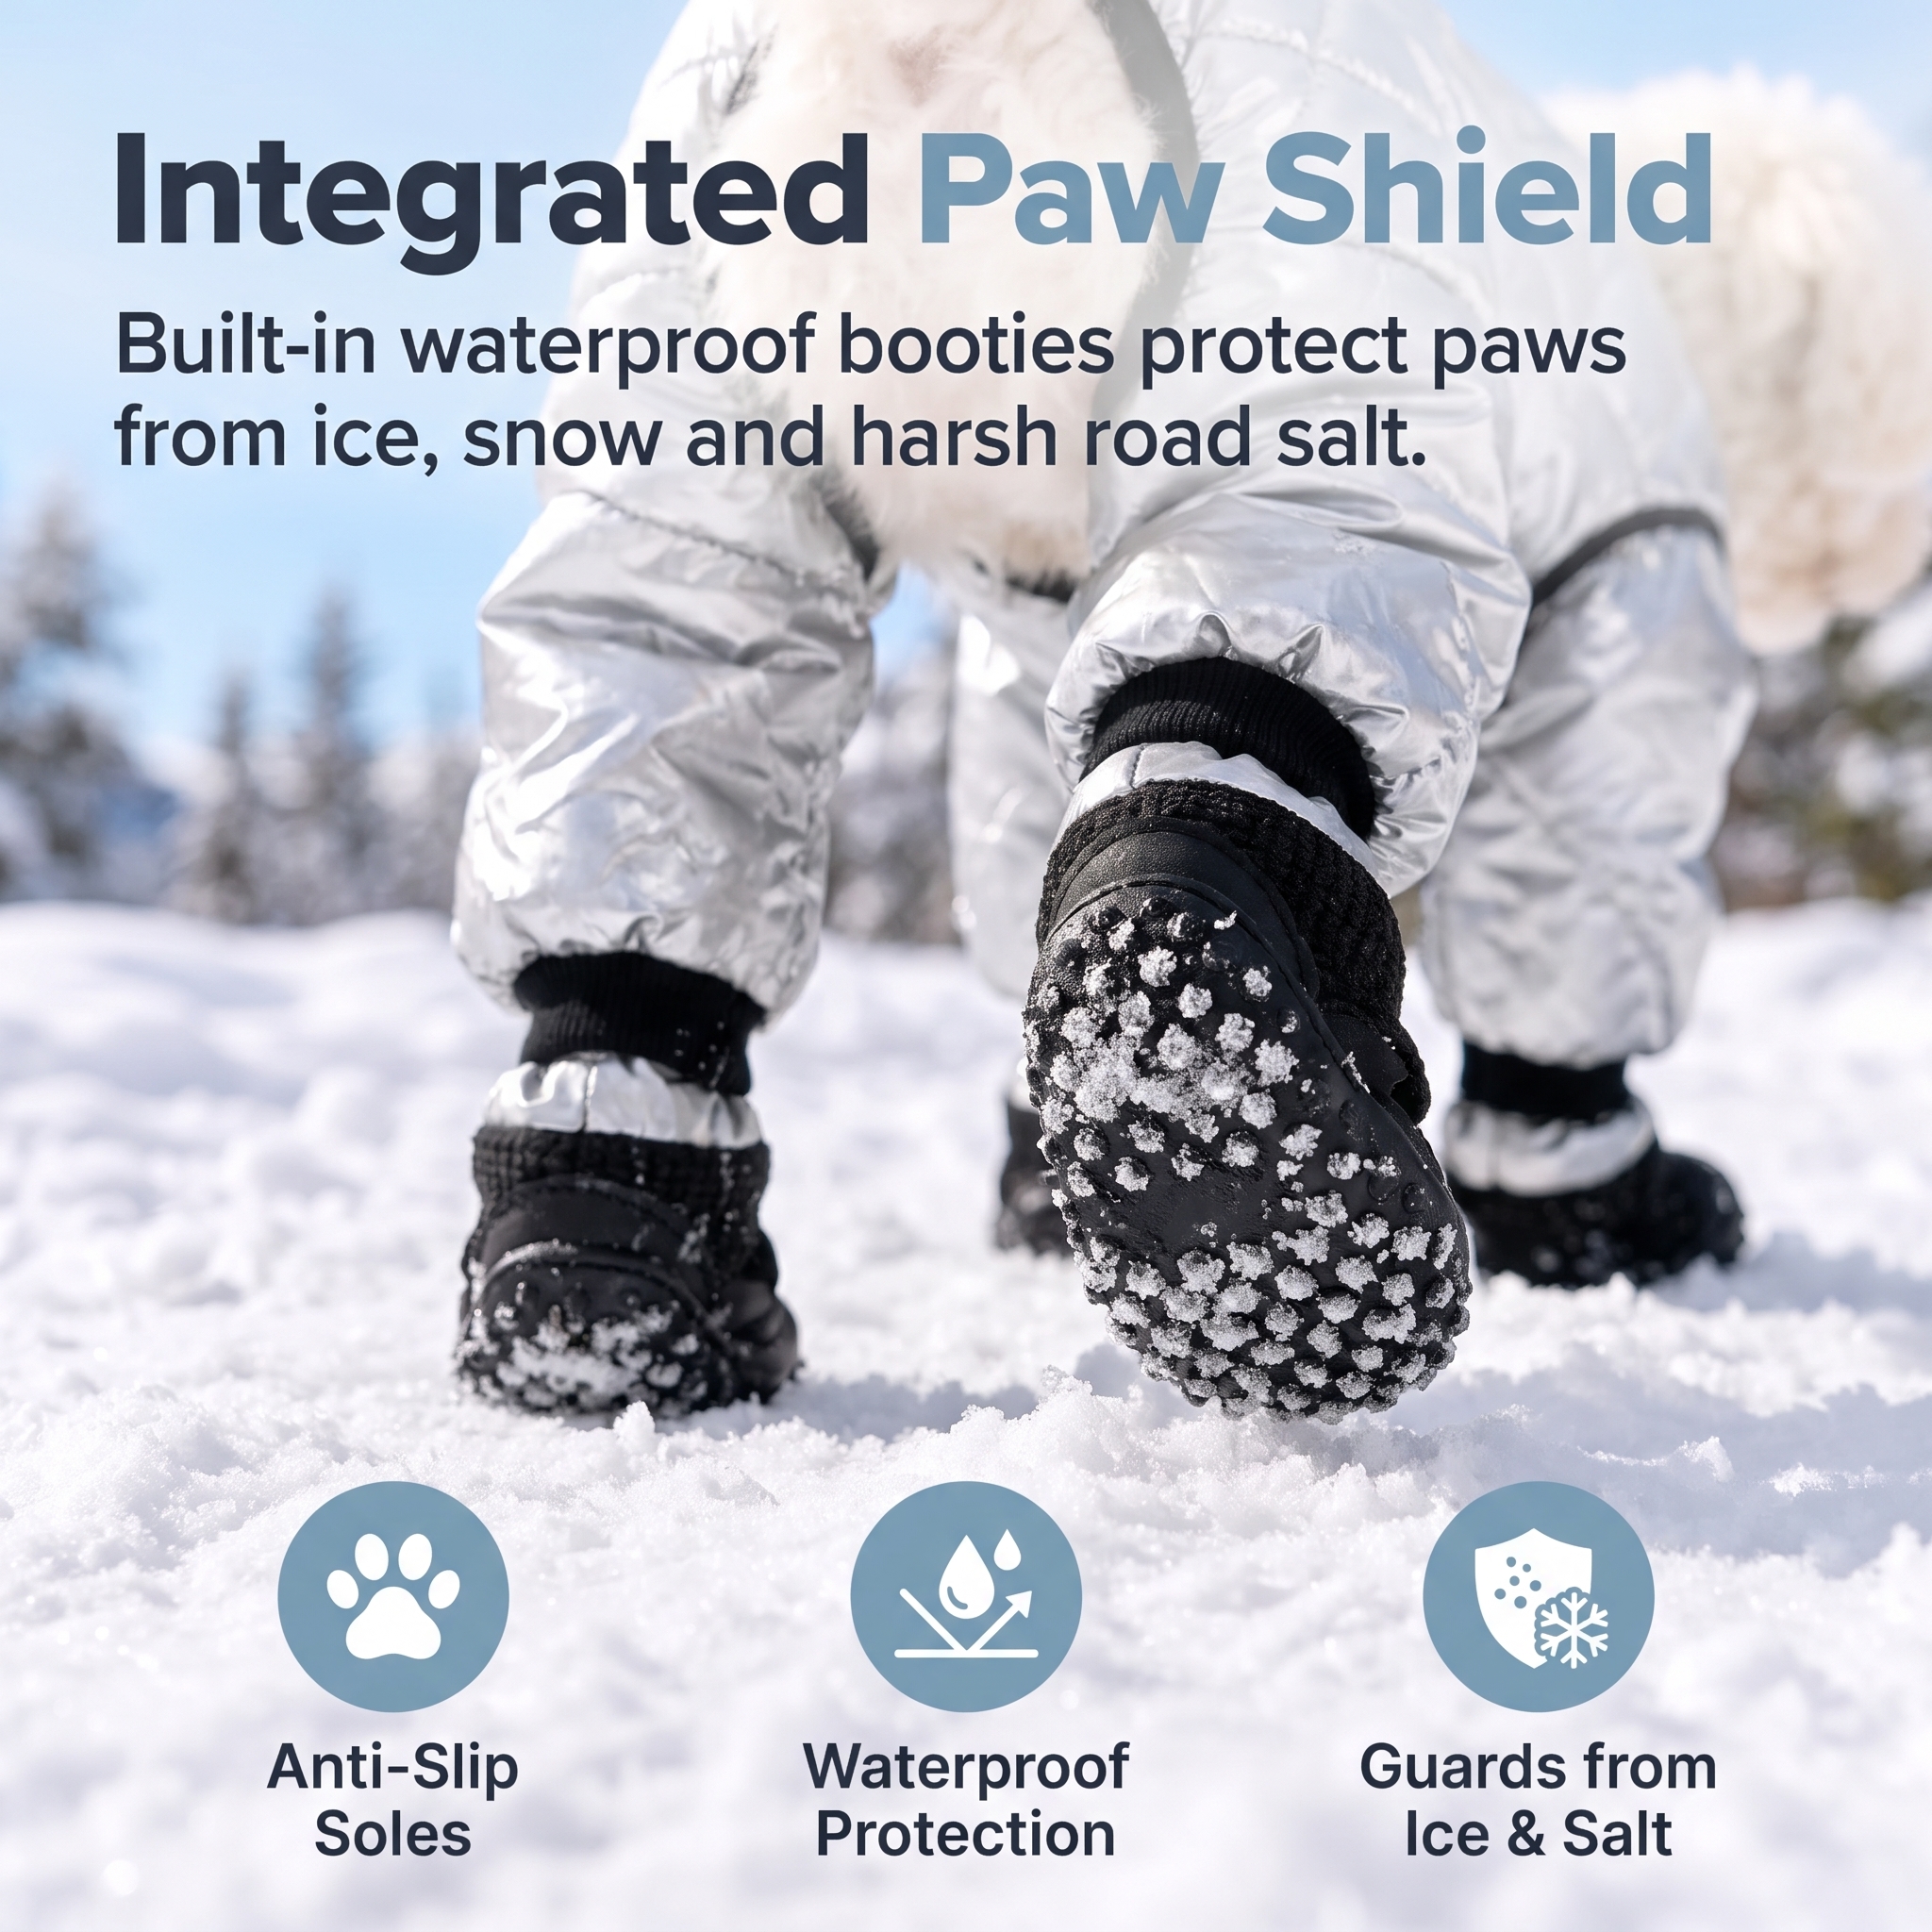 Integrated Paw Shield
Built-in waterproof booties protect paws
from ice, snow and harsh road salt.
Anti-Slip
Soles
Waterproof
Protection
Guards from
Ice & Salt